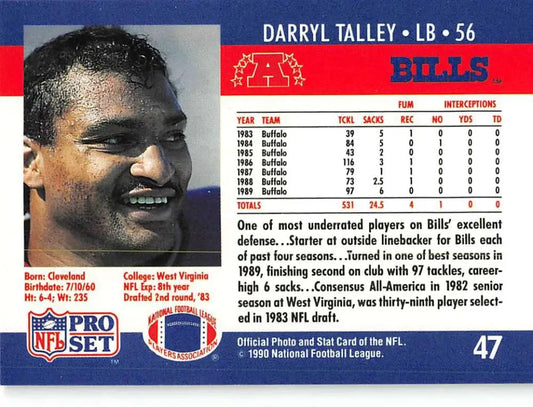 DARRYL TALLEY • LB • 56
A
BILLS
FUM INTERCEPTIONS
YEAR TEAM TCKL SACKS REC NO YDS TD
1983 Buffalo 39 5 1 0 0 0
1984 Buffalo 84 5 0 1 0 0
1985 Buffalo 43 2 0 0 0 0
1986 Buffalo 116 3 1 0 0 0
1987 Buffalo 79 1 1 0 0 0
1988 Buffalo 73 2.5 1 0 0 0
1989 Buffalo 97 6 0 0 0 0
TOTALS 531 24.5 4 1 0 0
One of most underrated players on Bills' excellent
defense...Starter at outside linebacker for Bills each
of past four seasons...Turned in one of best seasons in
1989, finishing second on club with 97 tackles, career-
high 6 sacks...Consensus All-America in 1982 senior
season at West Virginia, was thirty-ninth player select-
ed in 1983 NFL draft.
Born: Cleveland
Birthdate: 7/10/60
Ht: 6-4; Wt: 235
College: West Virginia
NFL Exp: 8th year
Drafted 2nd round, '83
NFL
PRO
SET
TM
NATIONAL FOOTBALL LEAGUE
PLAYERS ASSOCIATION
Official Photo and Stat Card of the NFL.
© 1990 National Football League.
47